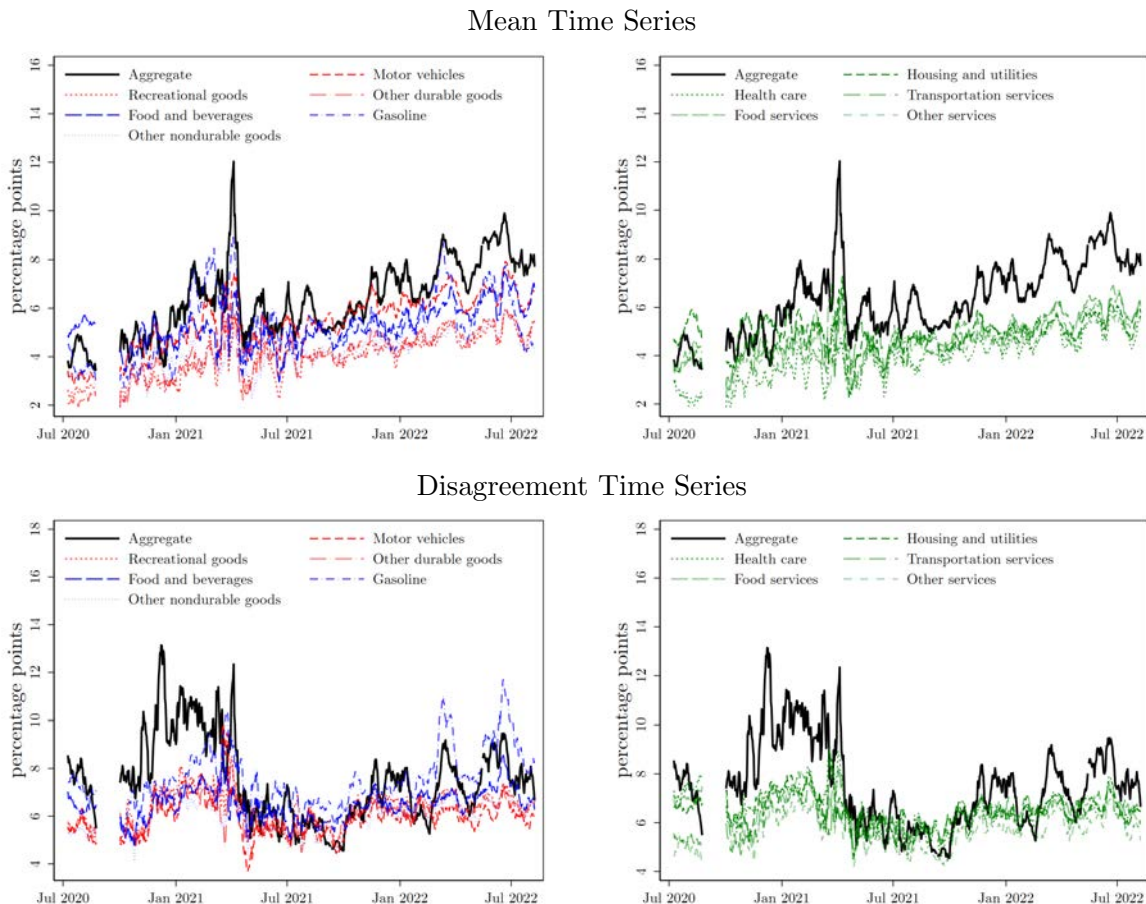 Mean Time Series
16
14
12
10
8
6
4
2
percentage points
Aggregate
Recreational goods
Food and beverages
Other nondurable goods
Motor vehicles
Other durable goods
Gasoline
Jul 2020
Jan 2021
Jul 2021
Jan 2022
Jul 2022
16
14
12
10
8
6
4
2
percentage points
Aggregate
Health care
Food services
Housing and utilities
Transportation services
Other services
Jul 2020
Jan 2021
Jul 2021
Jan 2022
Jul 2022
Disagreement Time Series
18
16
14
12
10
8
6
4
percentage points
Aggregate
Recreational goods
Food and beverages
Other nondurable goods
Motor vehicles
Other durable goods
Gasoline
Jul 2020
Jan 2021
Jul 2021
Jan 2022
Jul 2022
18
16
14
12
10
8
6
4
percentage points
Aggregate
Health care
Food services
Housing and utilities
Transportation services
Other services
Jul 2020
Jan 2021
Jul 2021
Jan 2022
Jul 2022